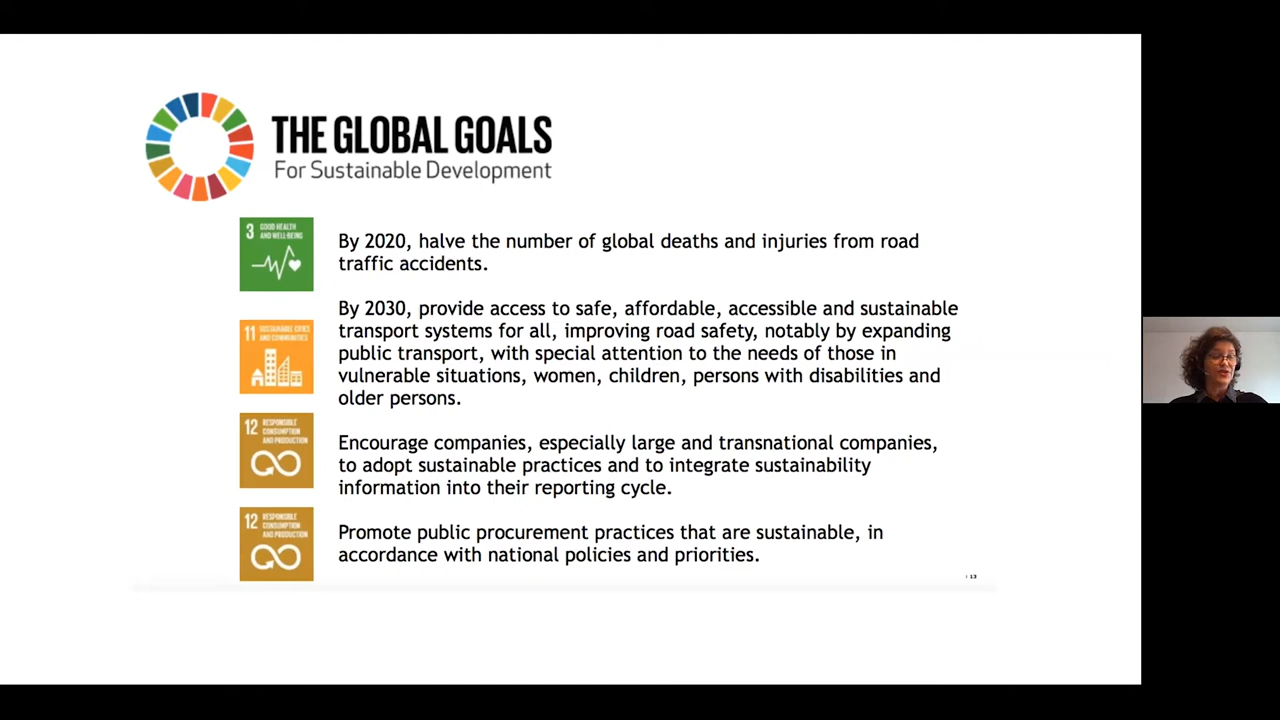 THE GLOBAL GOALS
For Sustainable Development
3 GOOD HEALTH
AND WELL-BEING
By 2020, halve the number of global deaths and injuries from road
traffic accidents.
By 2030, provide access to safe, affordable, accessible and sustainable
transport systems for all, improving road safety, notably by expanding
public transport, with special attention to the needs of those in
vulnerable situations, women, children, persons with disabilities and
older persons.
11 SUSTAINABLE CITIES
AND COMMUNITIES
12 RESPONSIBLE
CONSUMPTION
AND PRODUCTION
Encourage companies, especially large and transnational companies,
to adopt sustainable practices and to integrate sustainability
information into their reporting cycle.
12 RESPONSIBLE
CONSUMPTION
AND PRODUCTION
Promote public procurement practices that are sustainable, in
accordance with national policies and priorities.
| 13